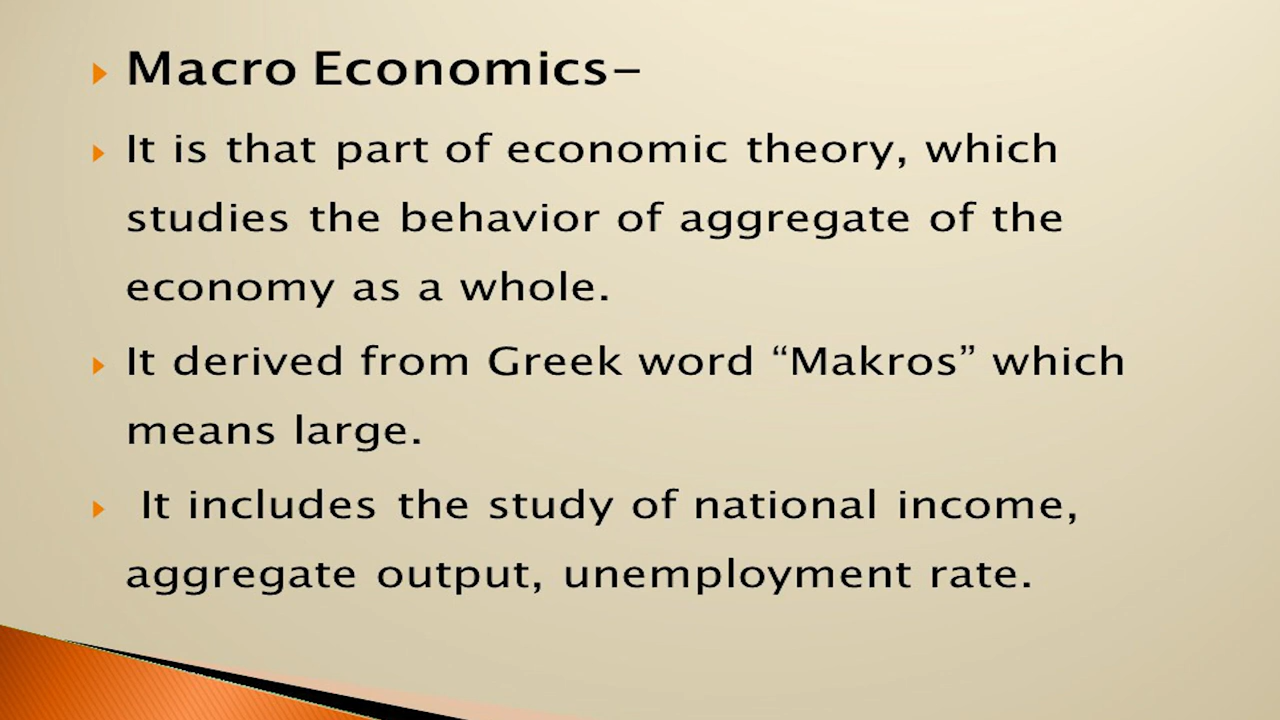 Macro Economics–
It is that part of economic theory, which
studies the behavior of aggregate of the
economy as a whole.
It derived from Greek word “Makros” which
means large.
It includes the study of national income,
aggregate output, unemployment rate.